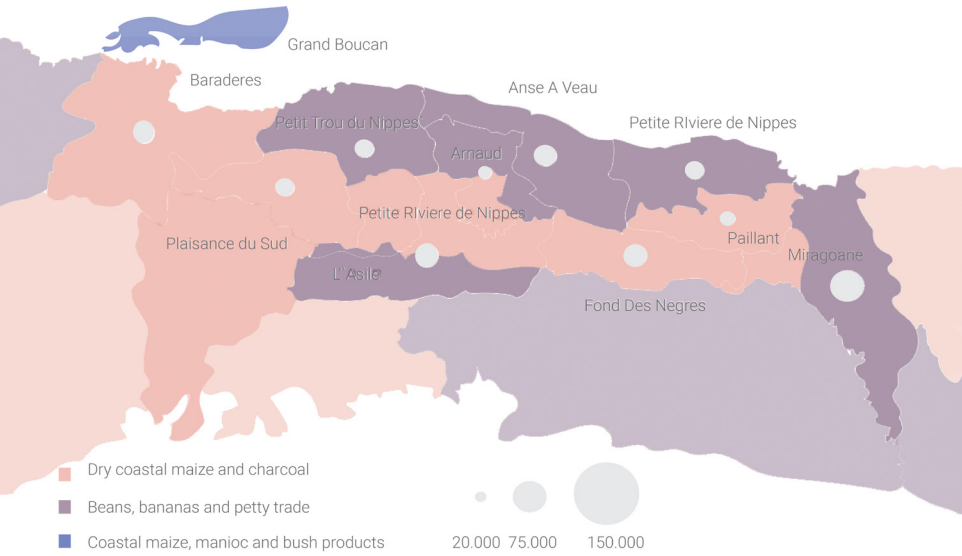 Grand Boucan
Baraderes
Anse A Veau
Petit Trou du Nippes
Petite RIviere de Nippes
Arnaud
Petite RIviere de Nippes
Plaisance du Sud
Paillant
Miragoane
L' Asile
Fond Des Negres
Dry coastal maize and charcoal
Beans, bananas and petty trade
Coastal maize, manioc and bush products
20.000 75.000 150.000